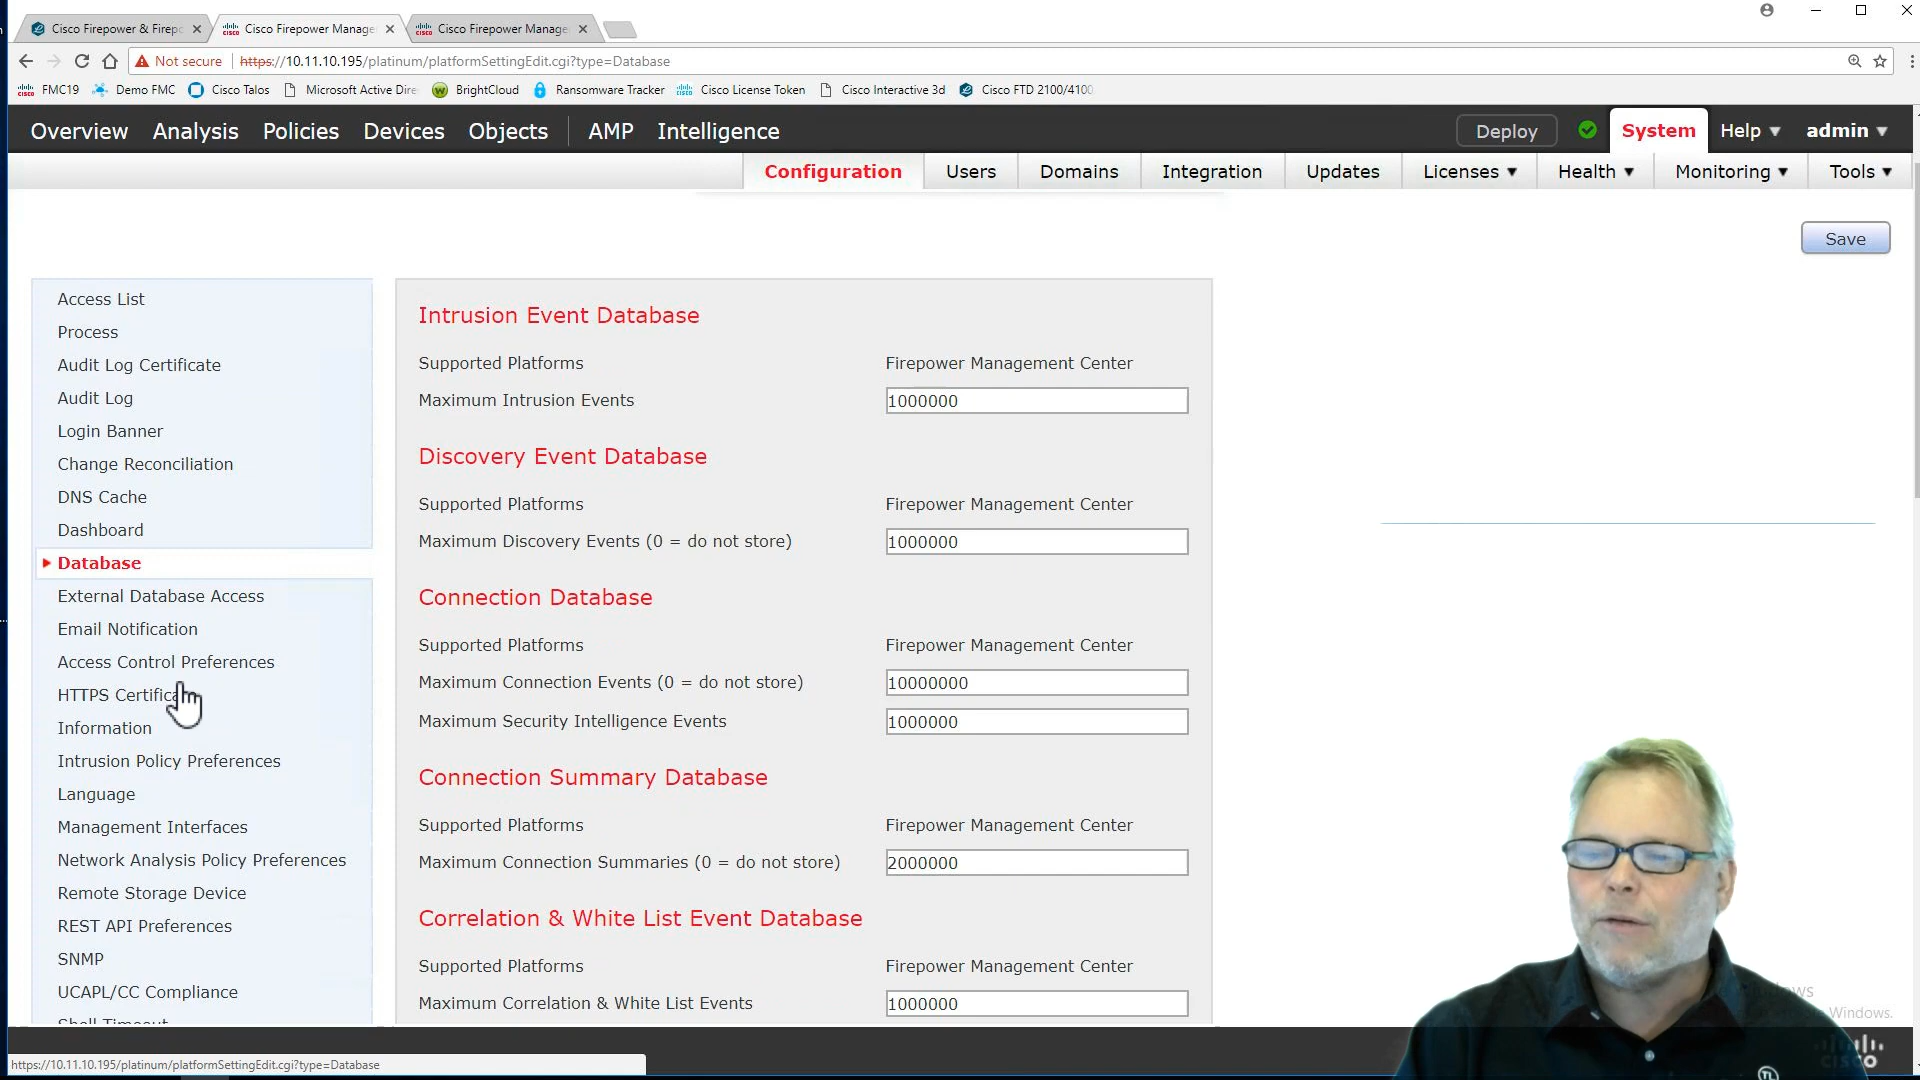 Cisco Firepower & Firepo
Cisco Firepower Manage
Cisco Firepower Manage
Not secure
https://10.11.10.195/platinum/platformSettingEdit.cgi?type=Database
FMC19
Demo FMC
Cisco Talos
Microsoft Active Dire
BrightCloud
Ransomware Tracker
Cisco License Token
Cisco Interactive 3d
Cisco FTD 2100/4100
Overview
Analysis
Policies
Devices
Objects
AMP
Intelligence
Deploy
System
Help
admin
Configuration
Users
Domains
Integration
Updates
Licenses
Health
Monitoring
Tools
Save
Access List
Process
Audit Log Certificate
Audit Log
Login Banner
Change Reconciliation
DNS Cache
Dashboard
Database
External Database Access
Email Notification
Access Control Preferences
HTTPS Certifica
Information
Intrusion Policy Preferences
Language
Management Interfaces
Network Analysis Policy Preferences
Remote Storage Device
REST API Preferences
SNMP
UCAPL/CC Compliance
Shell Timeout
Intrusion Event Database
Supported Platforms Firepower Management Center
Maximum Intrusion Events 1000000
Discovery Event Database
Supported Platforms Firepower Management Center
Maximum Discovery Events (0 = do not store) 1000000
Connection Database
Supported Platforms Firepower Management Center
Maximum Connection Events (0 = do not store) 10000000
Maximum Security Intelligence Events 1000000
Connection Summary Database
Supported Platforms Firepower Management Center
Maximum Connection Summaries (0 = do not store) 2000000
Correlation & White List Event Database
Supported Platforms Firepower Management Center
Maximum Correlation & White List Events 1000000
Windows.
cisco
TL
https://10.11.10.195/platinum/platformSettingEdit.cgi?type=Database